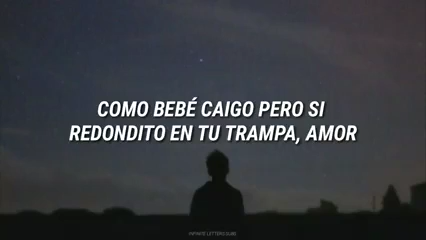 COMO BEBÉ CAIGO PERO SI
REDONDITO EN TU TRAMPA, AMOR